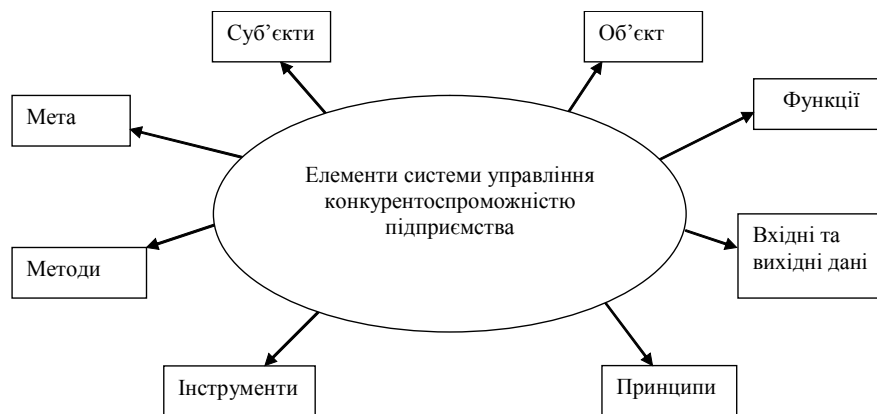 Суб’єкти
Об’єкт
Функції
Мета
Елементи системи управління
конкурентоспроможністю
підприємства
Вхідні та
вихідні дані
Методи
Інструменти
Принципи